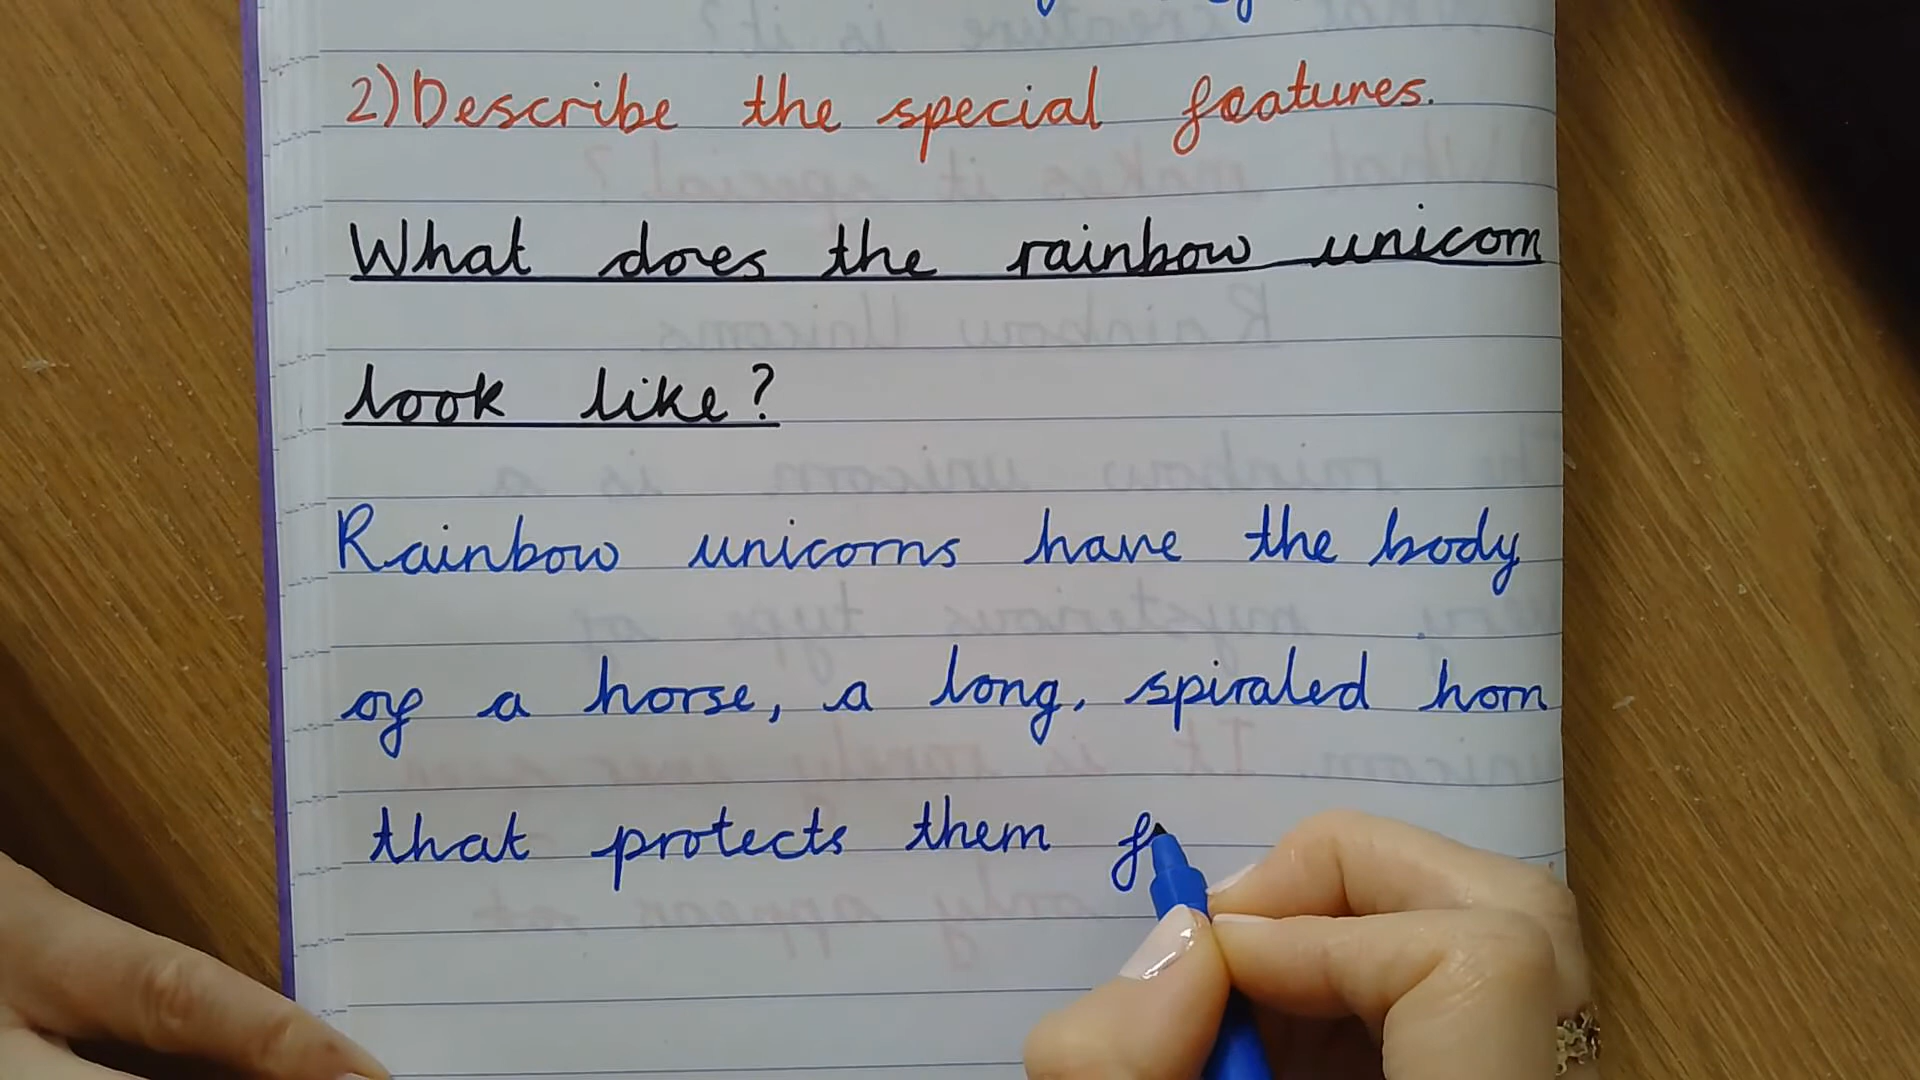 2) Describe the special features.
What does the rainbow unicorn
look like?
Rainbow unicorns have the body
of a horse, a long, spiraled horn
that protects them f